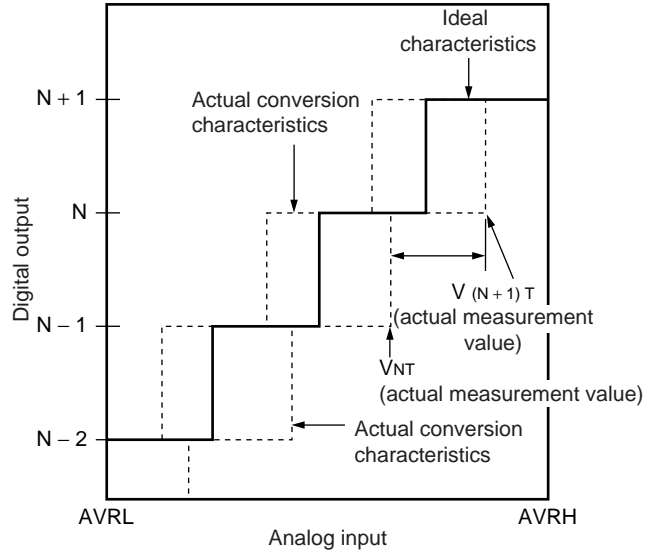 Ideal
characteristics
N + 1
Actual conversion
characteristics
Digital output
N
V (N + 1) T
(actual measurement
value)
N – 1
VNT
(actual measurement value)
Actual conversion
characteristics
N – 2
AVRL
AVRH
Analog input